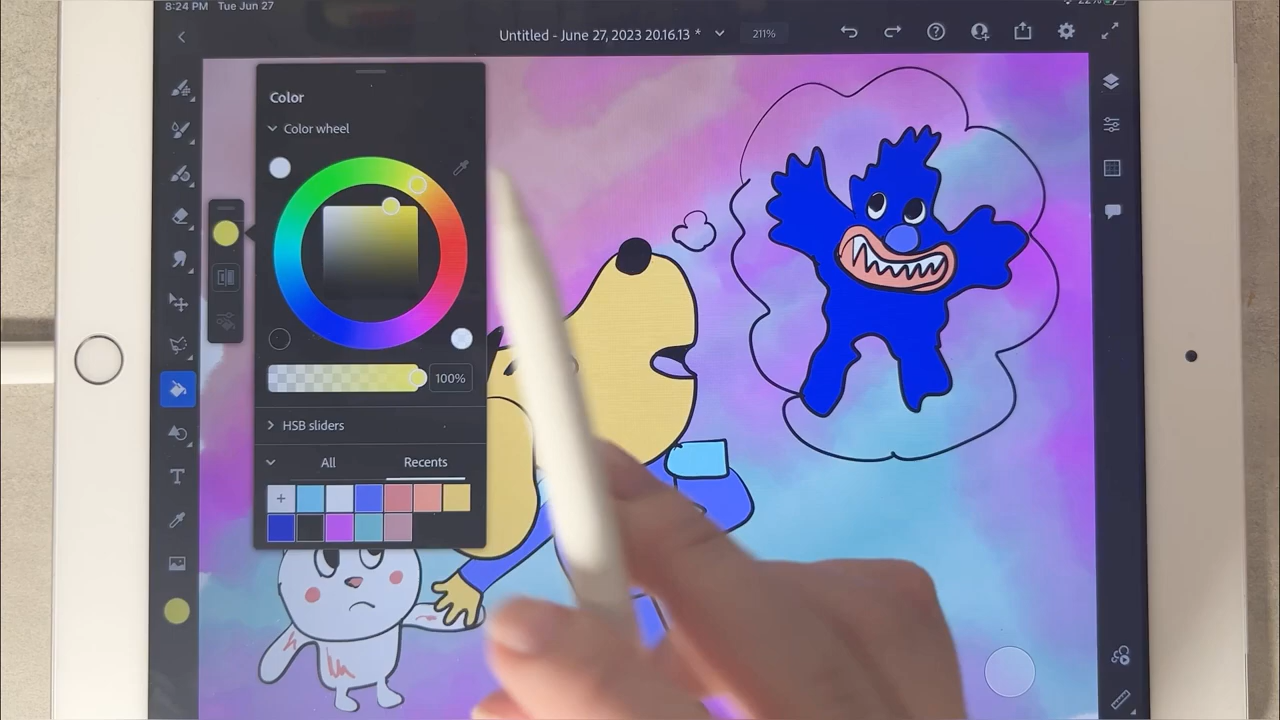 8:24 PM Tue Jun 27
22%
Untitled - June 27, 2023 20.16.13 *
211%
Color
Color wheel
100%
HSB sliders
All
Recents
T